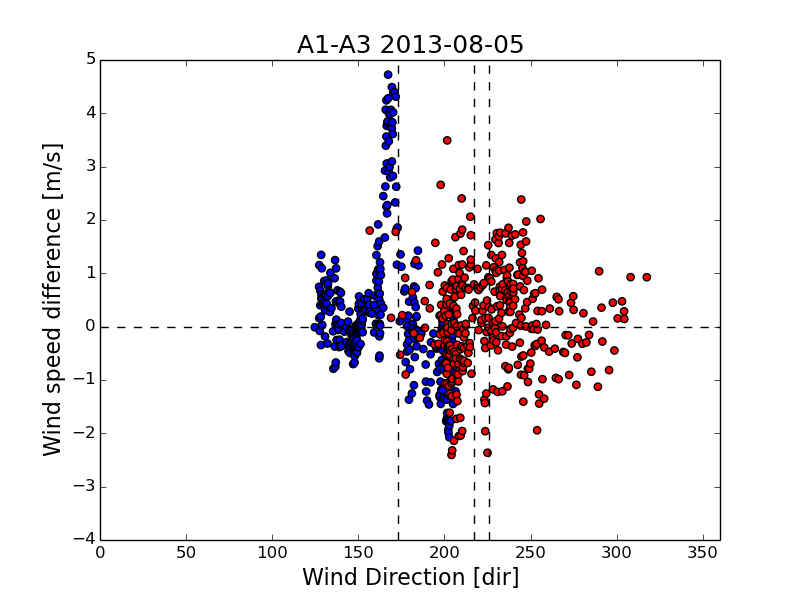 A1-A3 2013-08-05
5
4
3
2
1
0
−1
−2
−3
−4
Wind speed difference [m/s]
0 50 100 150 200 250 300 350
Wind Direction [dir]